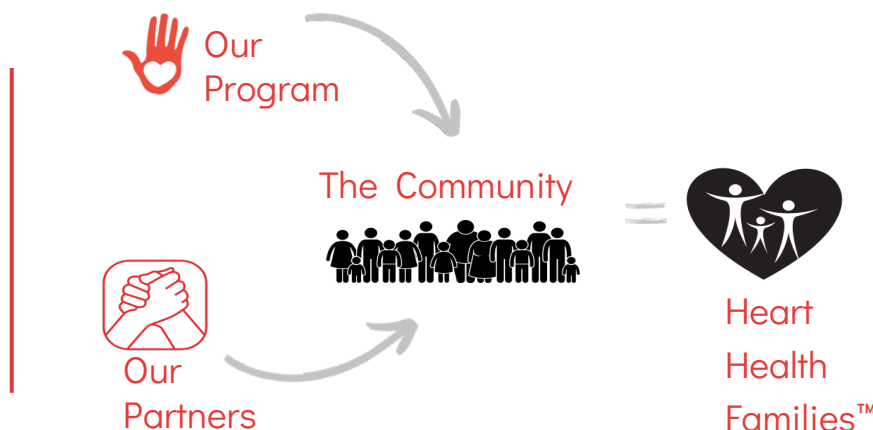 Our
Program
The Community
=
Our
Partners
Heart
Health
Families™